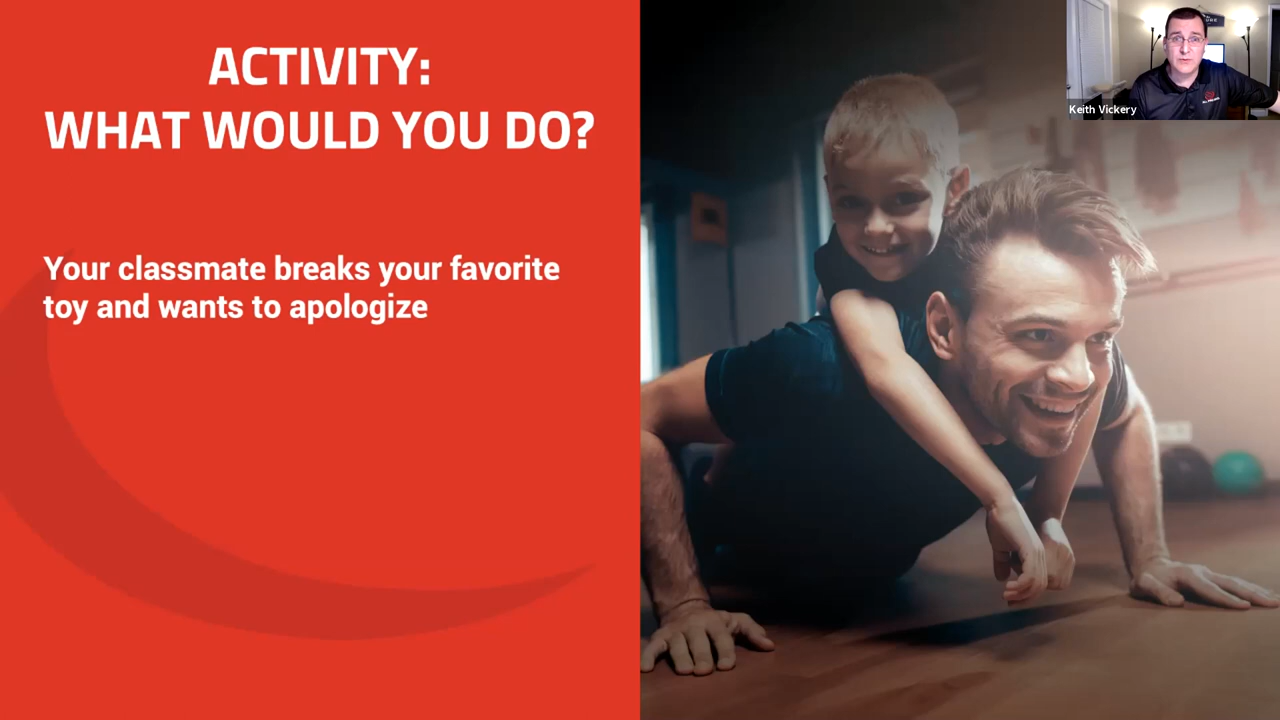 ACTIVITY:
WHAT WOULD YOU DO?
Your classmate breaks your favorite
toy and wants to apologize
Keith Vickery